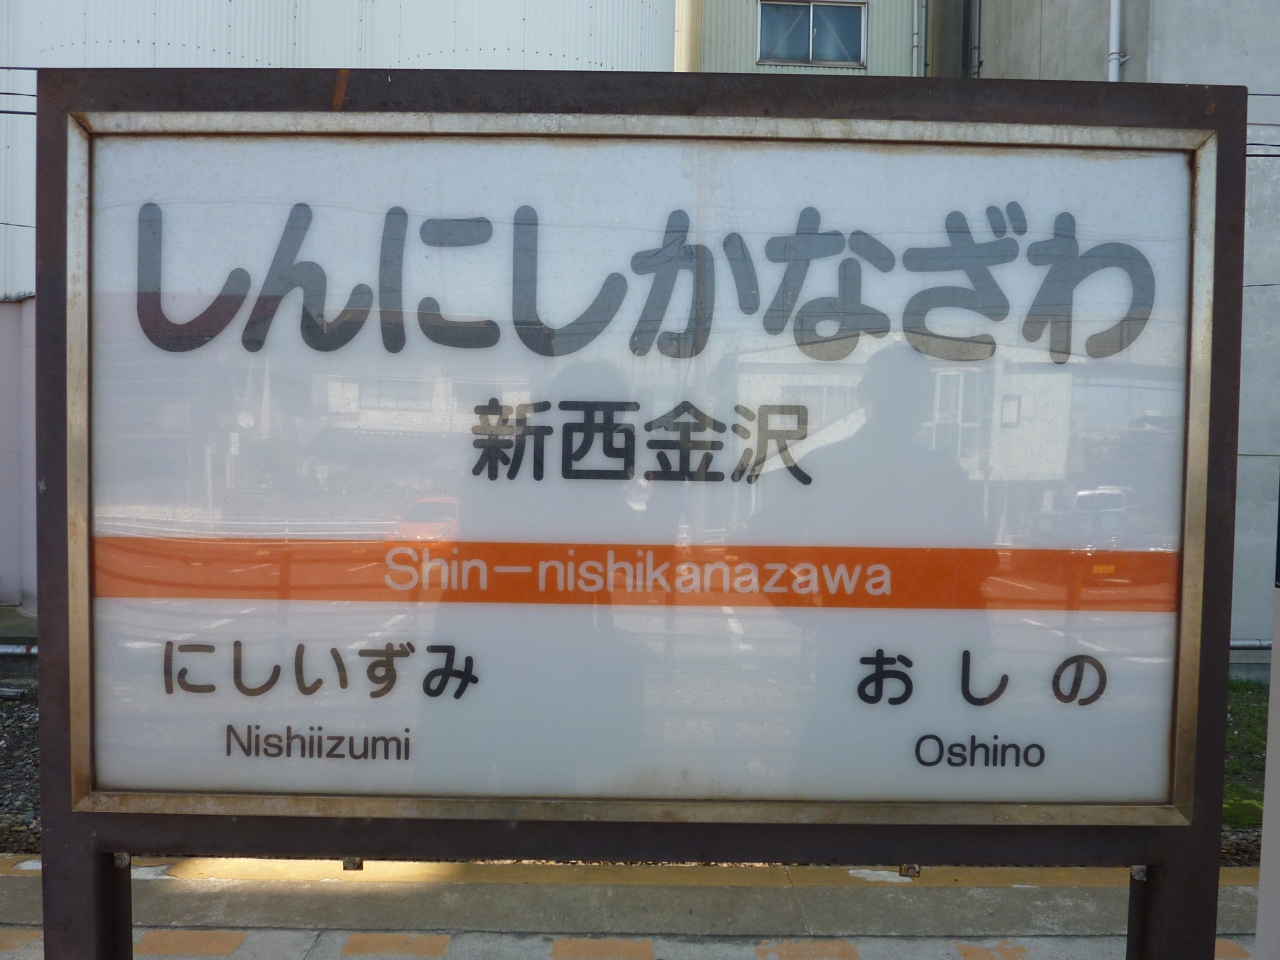 しんにしかなざわ
新西金沢
Shin-nishikanazawa
にしいずみ おしの
Nishiizumi Oshino